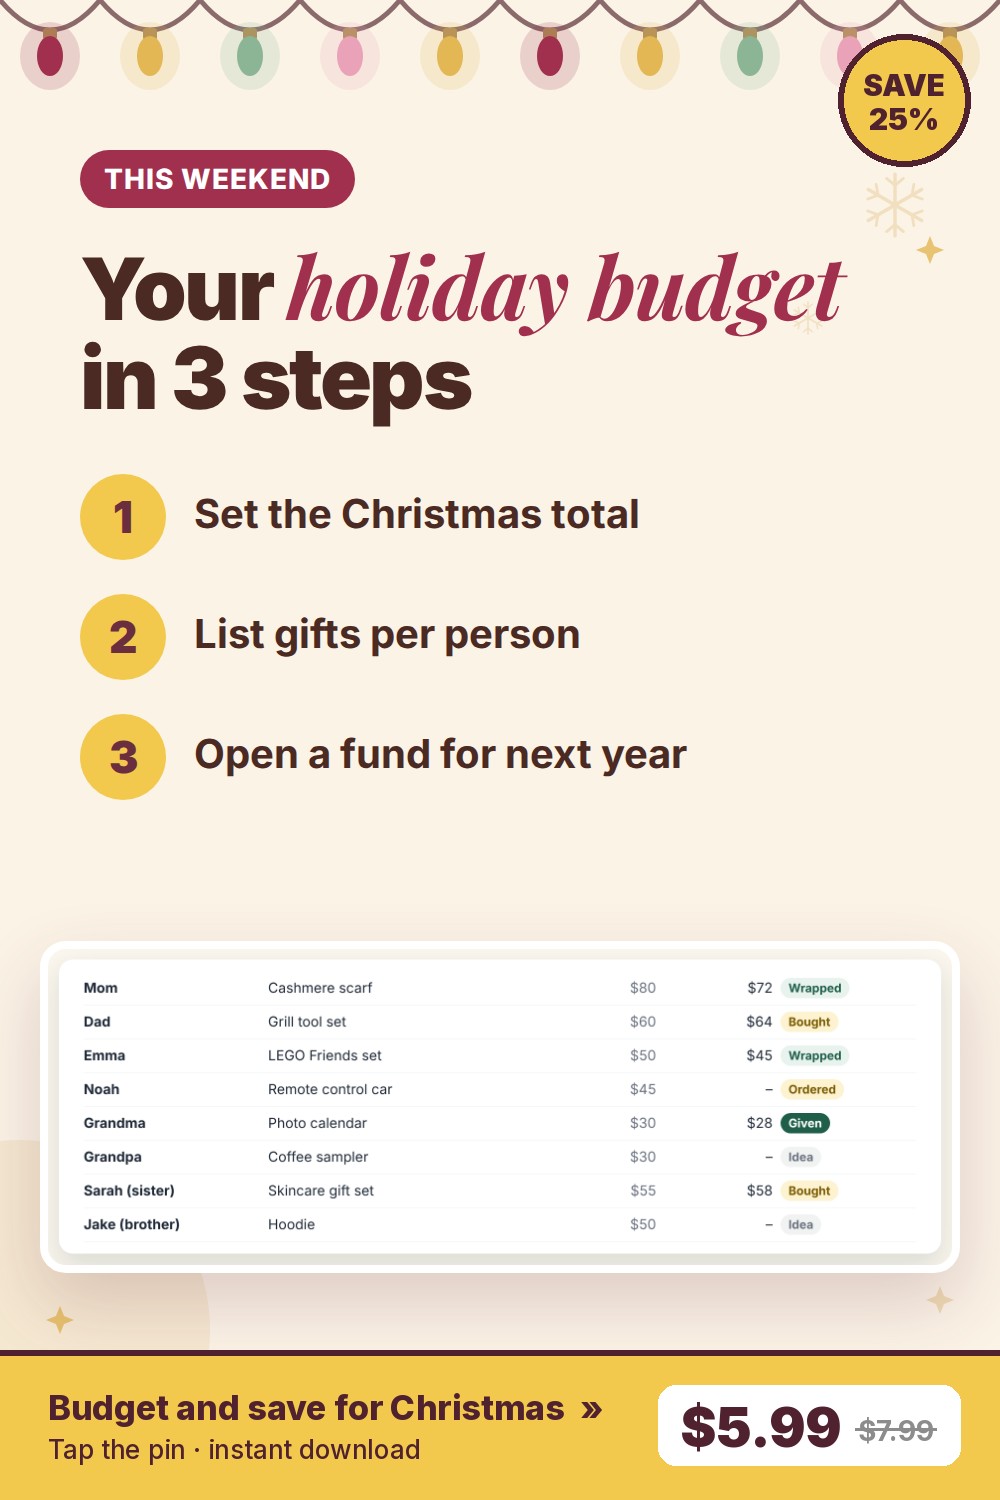 SAVE
25%
THIS WEEKEND
Your holiday budget
in 3 steps
1 Set the Christmas total
2 List gifts per person
3 Open a fund for next year
Mom Cashmere scarf $80 $72 Wrapped
Dad Grill tool set $60 $64 Bought
Emma LEGO Friends set $50 $45 Wrapped
Noah Remote control car $45 – Ordered
Grandma Photo calendar $30 $28 Given
Grandpa Coffee sampler $30 – Idea
Sarah (sister) Skincare gift set $55 $58 Bought
Jake (brother) Hoodie $50 – Idea
Budget and save for Christmas »
Tap the pin · instant download
$5.99 $7.99